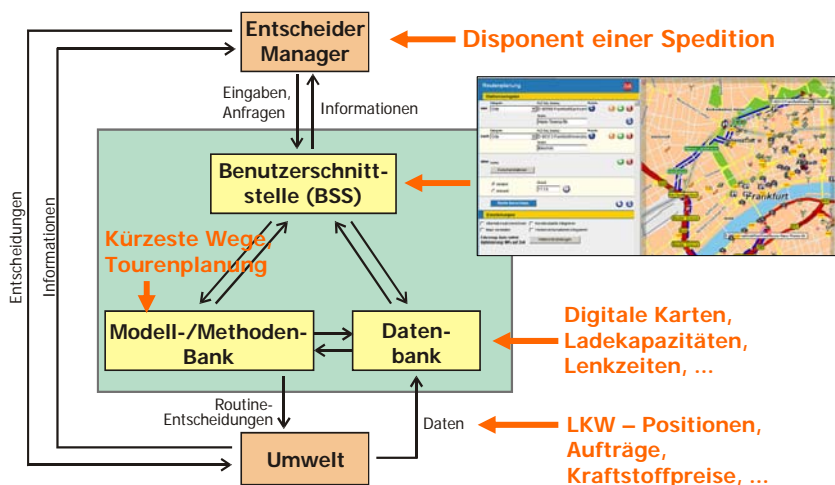 Entscheider
Manager
Disponent einer Spedition
Eingaben,
Anfragen
Informationen
Routenplanung
Benutzerschnitt-
stelle (BSS)
Frankfurt
Entscheidungen
Informationen
Kürzeste Wege,
Tourenplanung
Modell-/Methoden-
Bank
Daten-
bank
Digitale Karten,
Ladekapazitäten,
Lenkzeiten, ...
Routine-
Entscheidungen
Daten
LKW – Positionen,
Aufträge,
Kraftstoffpreise, ...
Umwelt